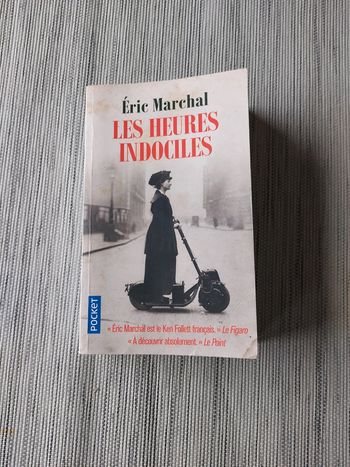 Éric Marchal
LES HEURES
INDOCILES
POCKET
« Éric Marchal est le Ken Follett français. » Le Figaro
« À découvrir absolument. » Le Point